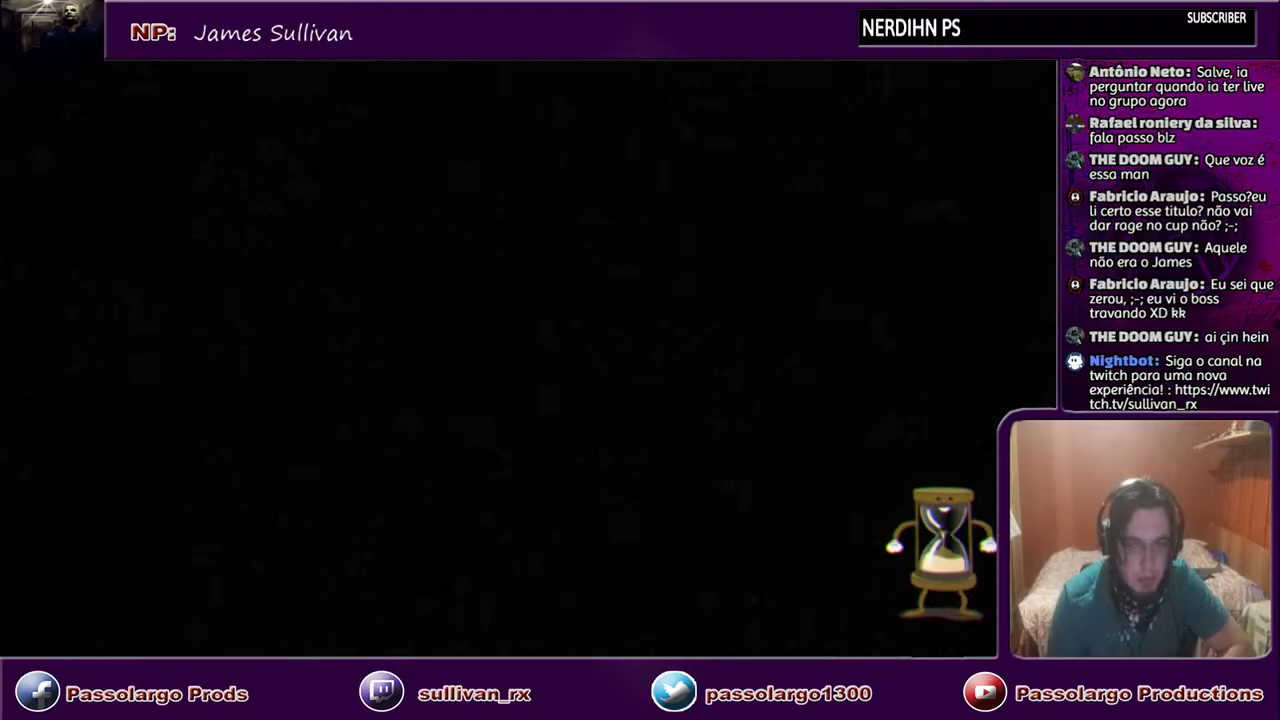 NP: James Sullivan
SUBSCRIBER
NERDIHN PS
Antônio Neto: Salve, ia
perguntar quando ia ter live
no grupo agora
Rafael roniery da silva:
fala passo blz
THE DOOM GUY: Que voz é
essa man
Fabricio Araujo: Passo?eu
li certo esse titulo? não vai
dar rage no cup não? ;-;
THE DOOM GUY: Aquele
não era o James
Fabricio Araujo: Eu sei que
zerou, ;-; eu vi o boss
travando XD kk
THE DOOM GUY: ai çin hein
Nightbot: Siga o canal na
twitch para uma nova
experiência! : https://www.twi
tch.tv/sullivan_rx
Passolargo Prods
sullivan_rx
passolargo1300
Passolargo Productions